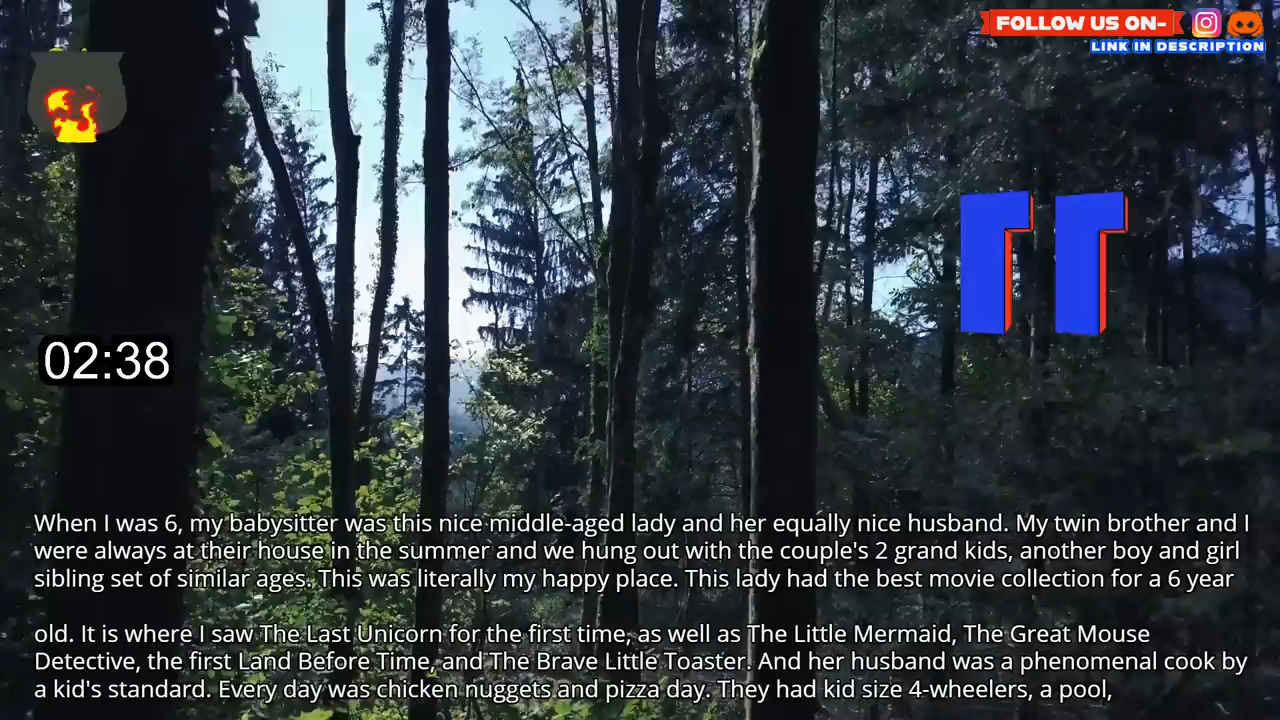 FOLLOW US ON-
LINK IN DESCRIPTION
02:38
When I was 6, my babysitter was this nice middle-aged lady and her equally nice husband. My twin brother and I
were always at their house in the summer and we hung out with the couple's 2 grand kids, another boy and girl
sibling set of similar ages. This was literally my happy place. This lady had the best movie collection for a 6 year
old. It is where I saw The Last Unicorn for the first time, as well as The Little Mermaid, The Great Mouse
Detective, the first Land Before Time, and The Brave Little Toaster. And her husband was a phenomenal cook by
a kid's standard. Every day was chicken nuggets and pizza day. They had kid size 4-wheelers, a pool,